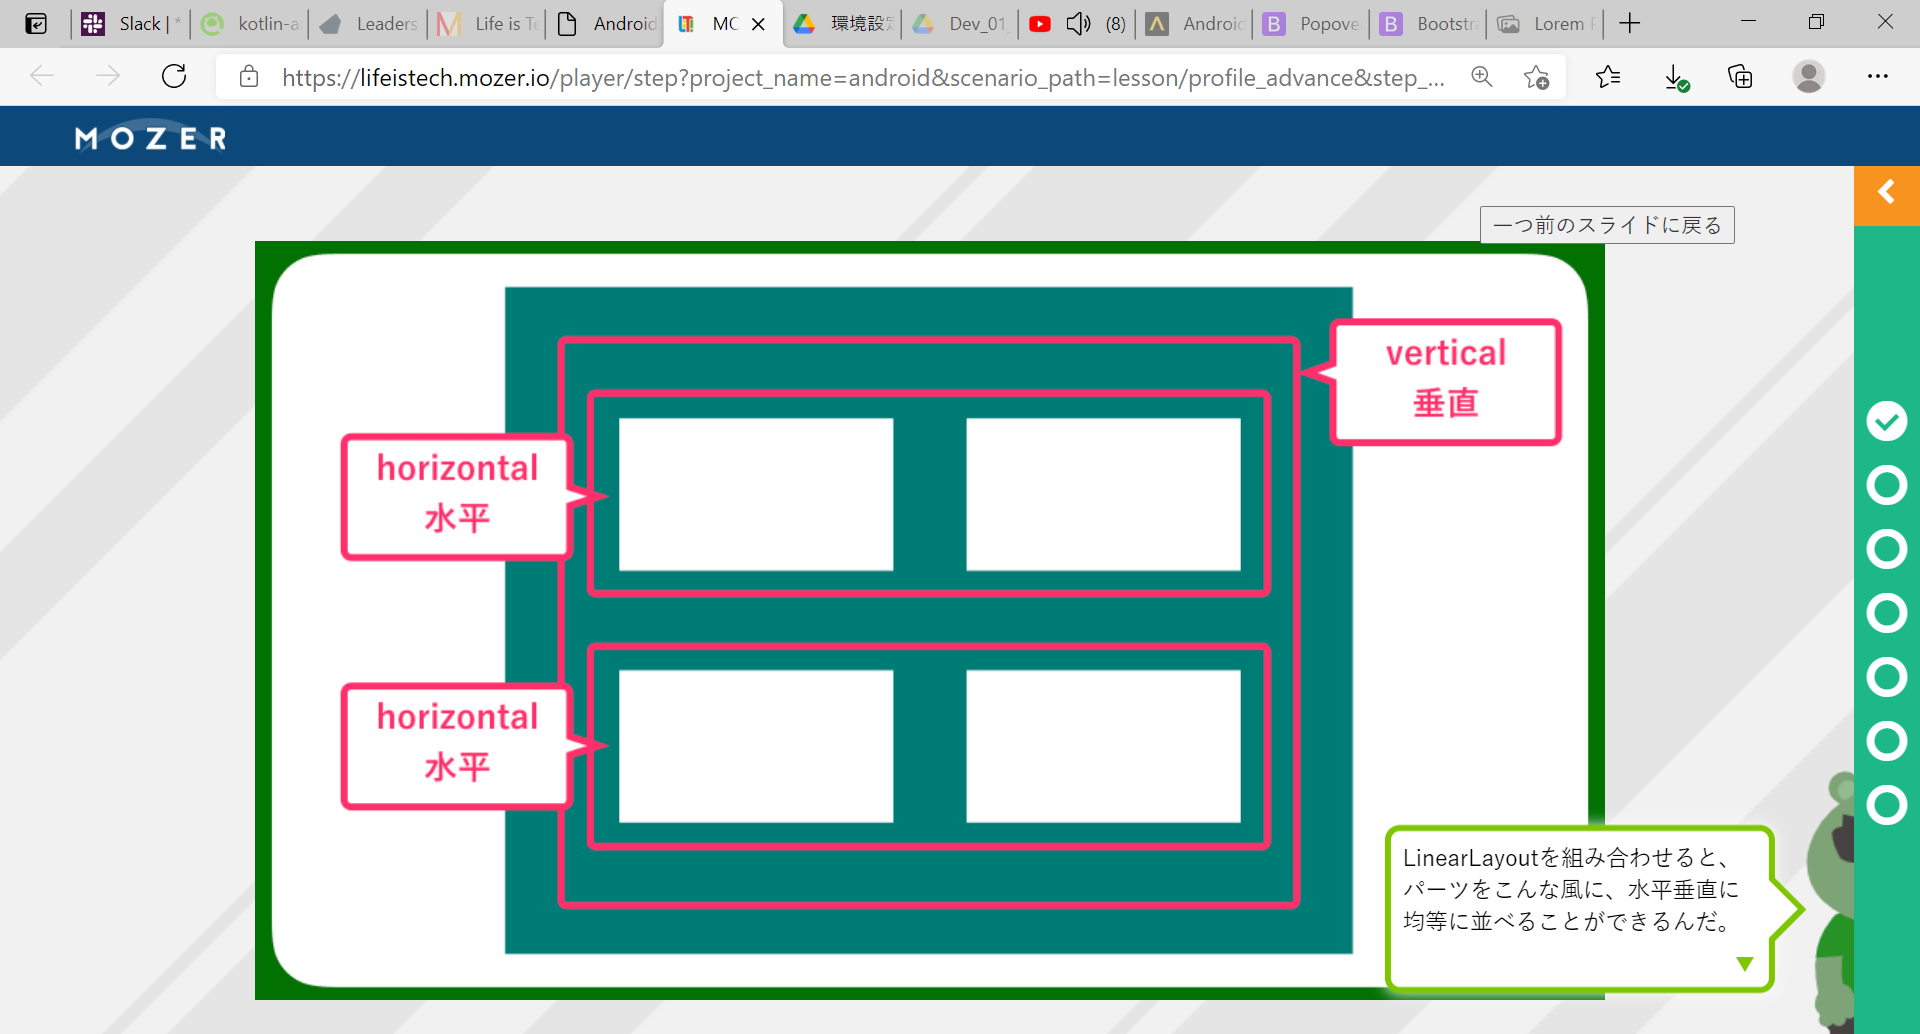 Slack | *
kotlin-a
Leaders
Life is Te
Android
MO
環境設定
Dev_01_
(8)
Android
Popove
Bootstra
Lorem
https://lifeistech.mozer.io/player/step?project_name=android&scenario_path=lesson/profile_advance&step_...
MOZER
一つ前のスライドに戻る
vertical
垂直
horizontal
水平
horizontal
水平
LinearLayoutを組み合わせると、
パーツをこんな風に、水平垂直に
均等に並べることができるんだ。